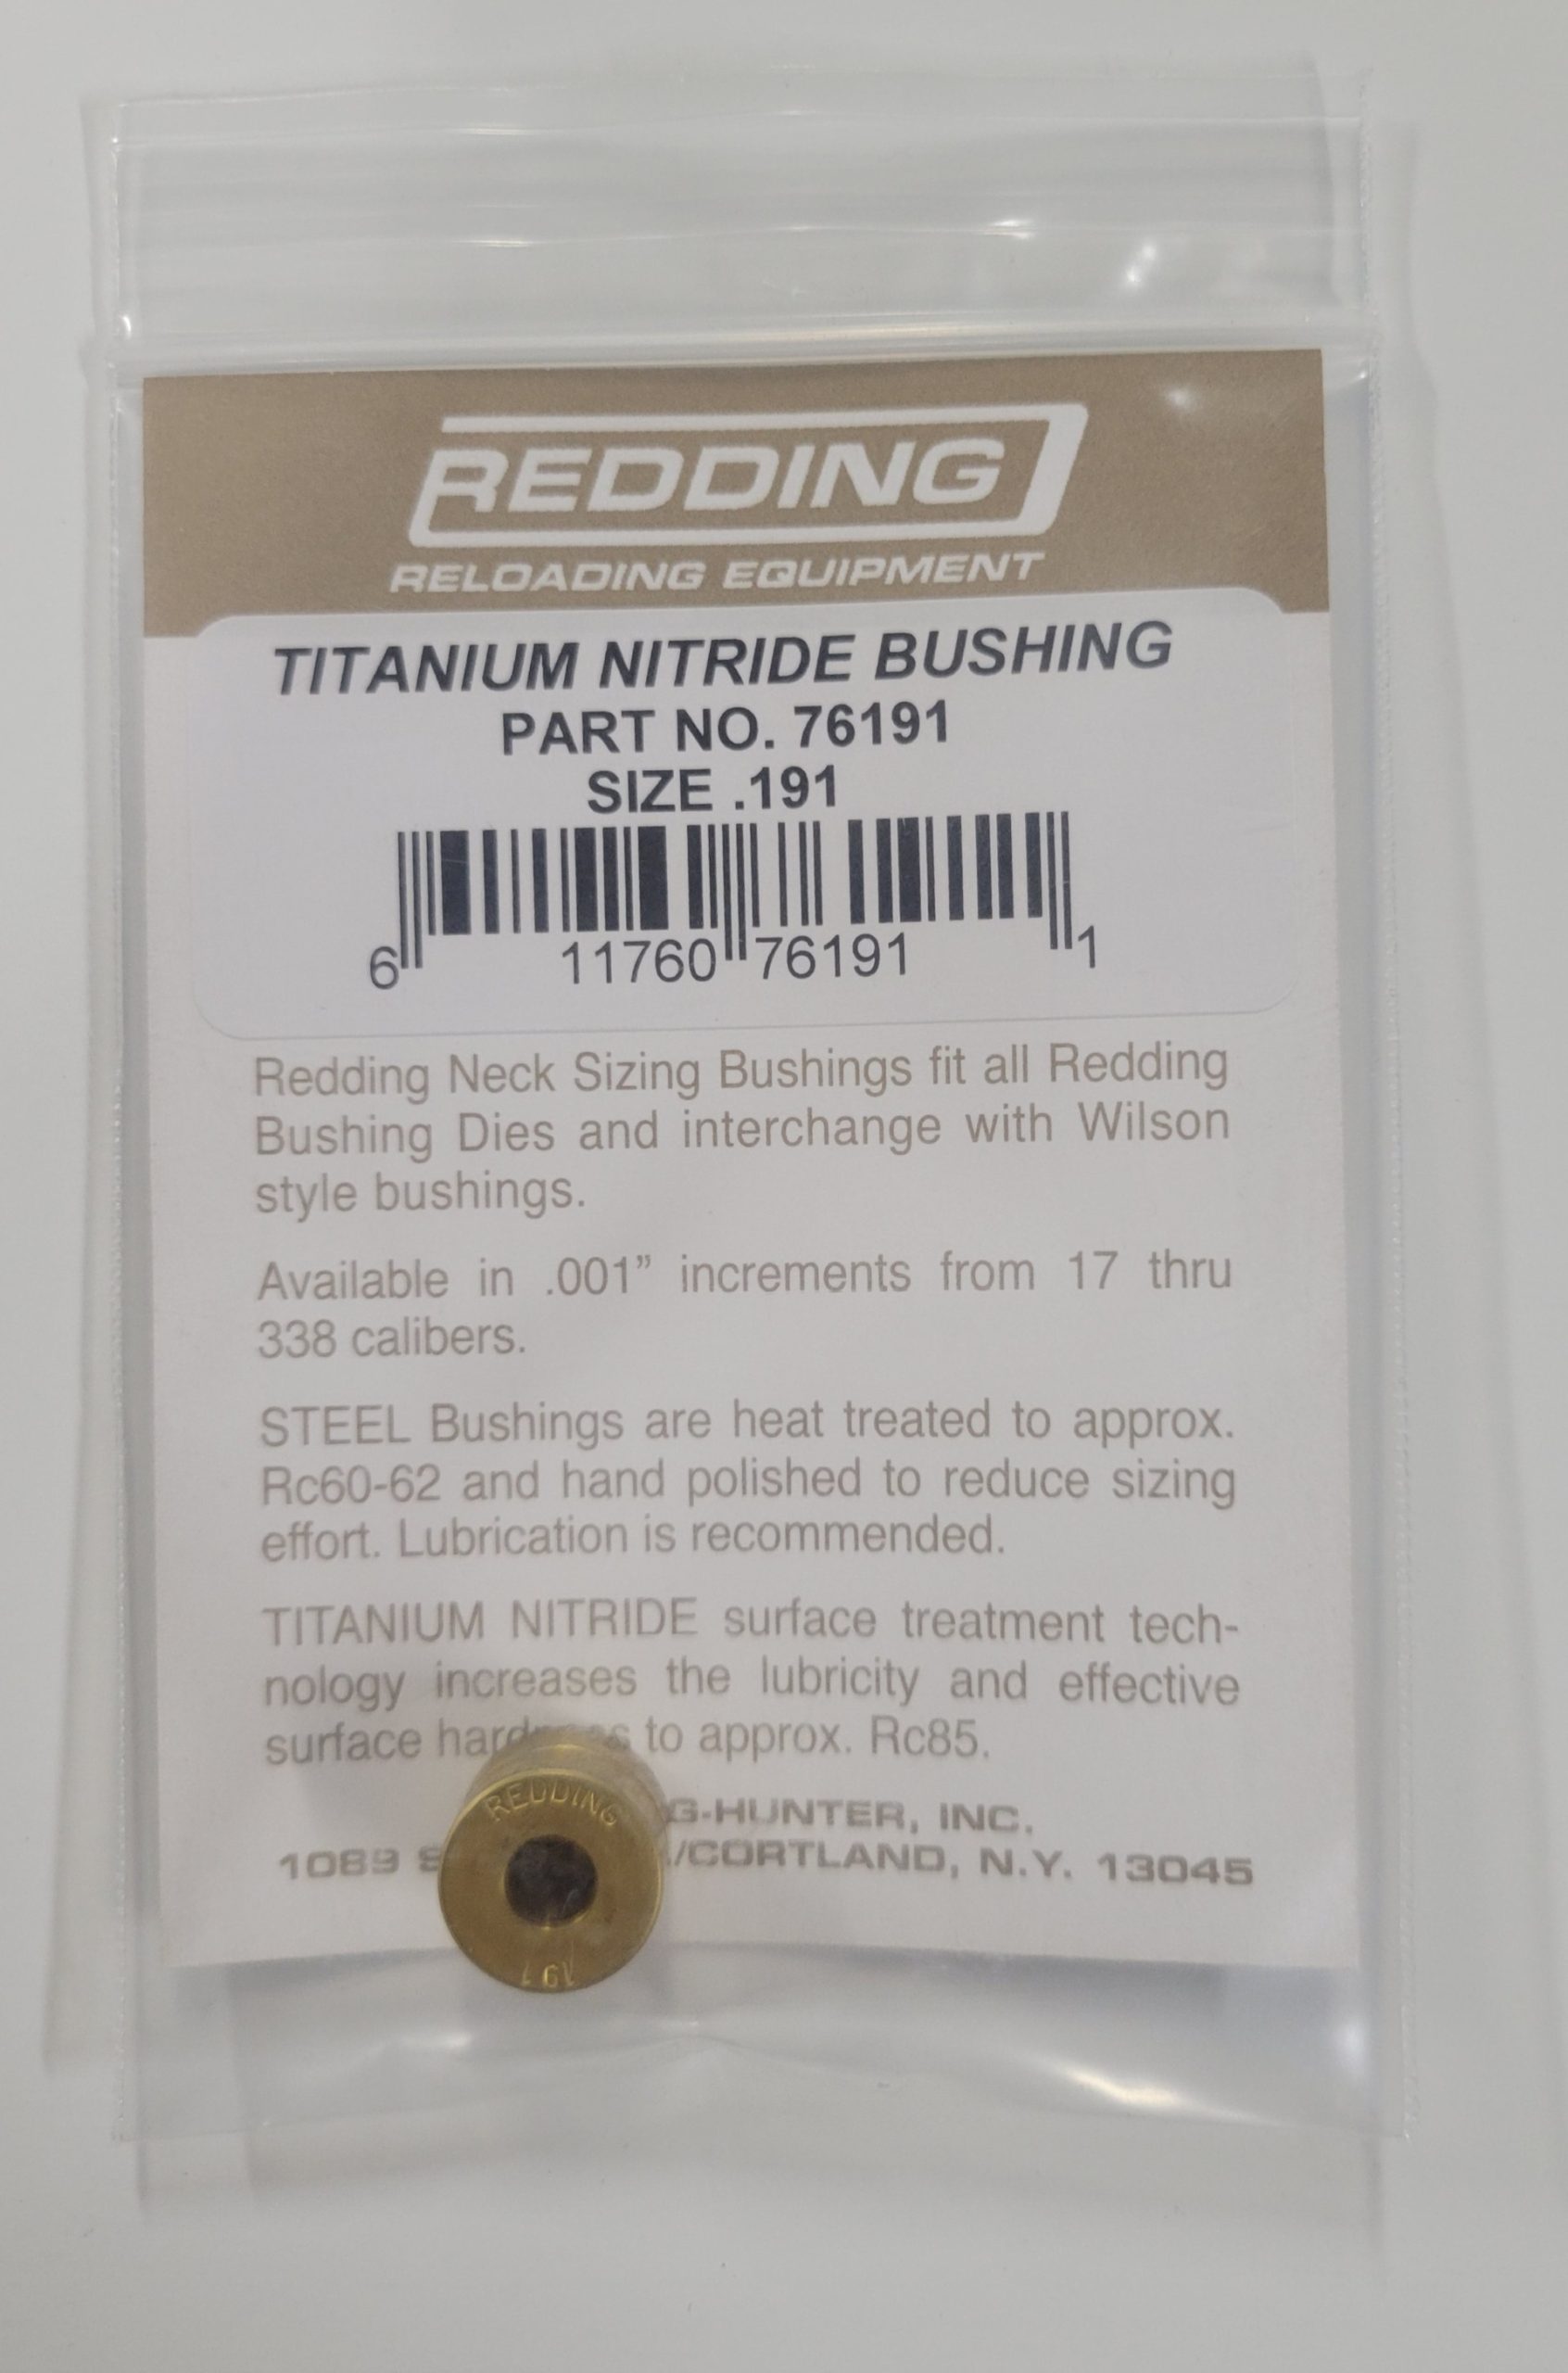 REDDING
RELOADING EQUIPMENT
TITANIUM NITRIDE BUSHING
PART NO. 76191
SIZE .191
6 11760 76191 1
Redding Neck Sizing Bushings fit all Redding
Bushing Dies and interchange with Wilson
style bushings.
Available in .001” increments from 17 thru
338 calibers.
STEEL Bushings are heat treated to approx.
Rc60-62 and hand polished to reduce sizing
effort. Lubrication is recommended.
TITANIUM NITRIDE surface treatment tech-
nology increases the lubricity and effective
surface to approx. Rc85.
G-HUNTER, INC.
1089 /CORTLAND, N.Y. 13045
REDDING
191